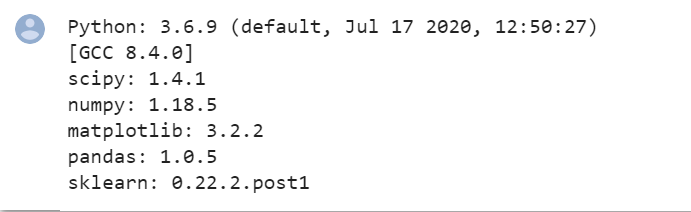 Python: 3.6.9 (default, Jul 17 2020, 12:50:27)
[GCC 8.4.0]
scipy: 1.4.1
numpy: 1.18.5
matplotlib: 3.2.2
pandas: 1.0.5
sklearn: 0.22.2.post1